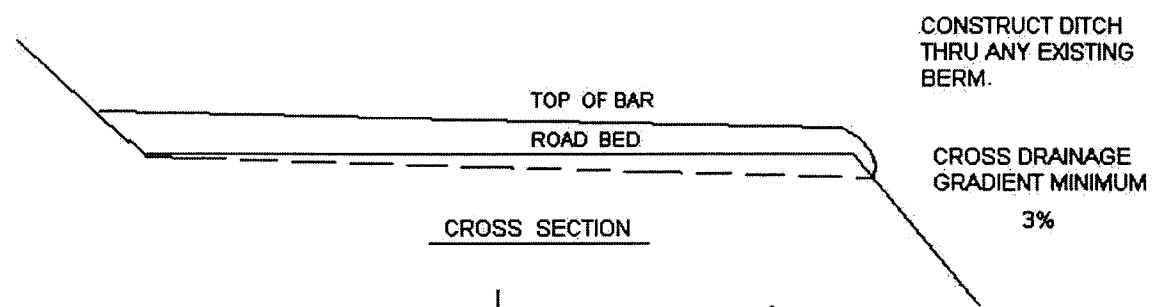 CONSTRUCT DITCH
THRU ANY EXISTING
BERM.
TOP OF BAR
ROAD BED
CROSS DRAINAGE
GRADIENT MINIMUM
3%
CROSS SECTION